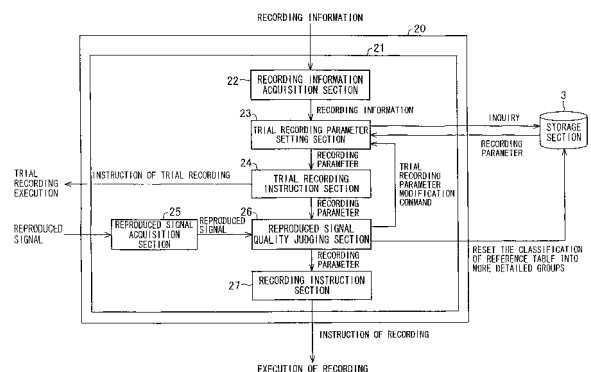 RECORDING INFORMATION
20
21
22
RECORDING INFORMATION
ACQUISITION SECTION
RECORDING INFORMATION
23
TRIAL RECORDING PARAMETER
SETTING SECTION
INQUIRY
RECORDING
PARAMETER
3
STORAGE
SECTION
RECORDING
PARAMETER
24
TRIAL RECORDING
INSTRUCTION SECTION
INSTRUCTION OF TRIAL RECORDING
TRIAL
RECORDING
EXECUTION
TRIAL
RECORDING
PARAMETER
MODIFICATION
COMMAND
RECORDING
PARAMETER
REPRODUCED
SIGNAL
25
REPRODUCED SIGNAL
ACQUISITION
SECTION
REPRODUCED
SIGNAL
26
REPRODUCED SIGNAL
QUALITY JUDGING SECTION
RESET THE CLASSIFICATION
OF REFERENCE TABLE INTO
MORE DETAILED GROUPS
RECORDING
PARAMETER
27
RECORDING INSTRUCTION
SECTION
INSTRUCTION OF RECORDING
EXECUTION OF RECORDING